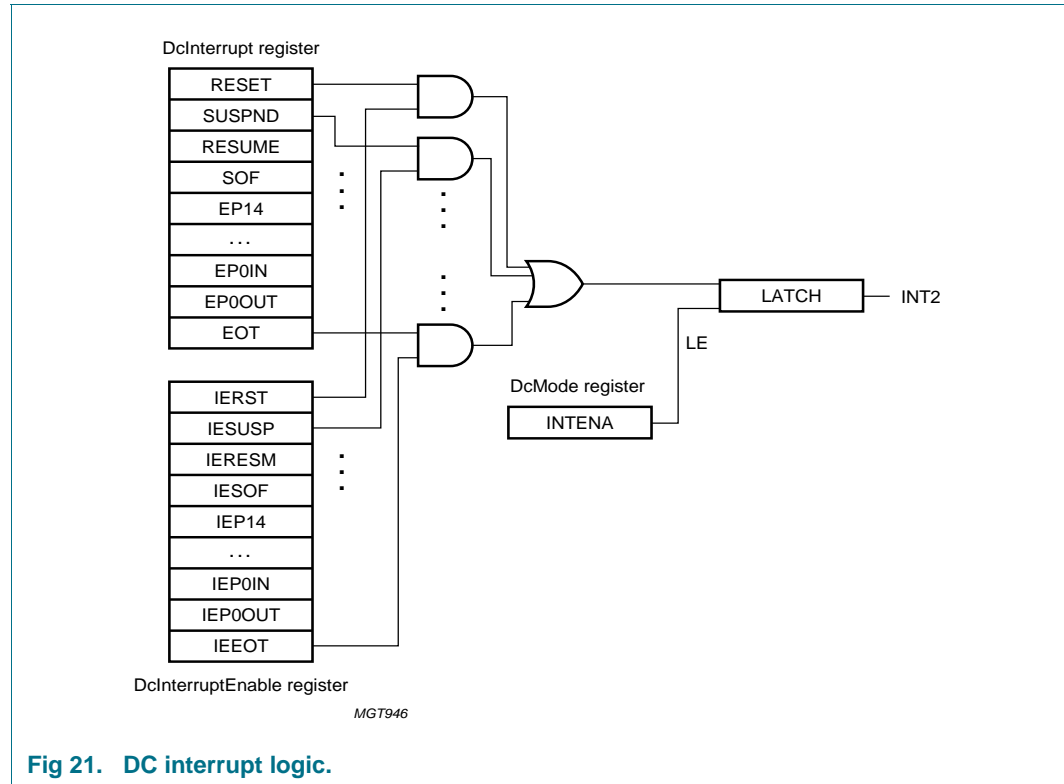 DcInterrupt register
RESET
SUSPND
RESUME
SOF
EP14
...
EP0IN
EP0OUT
EOT
IERST
IESUSP
IERESM
IESOF
IEP14
...
IEP0IN
IEP0OUT
IEEOT
DcInterruptEnable register
DcMode register
INTENA
LE
LATCH
INT2
MGT946
Fig 21. DC interrupt logic.